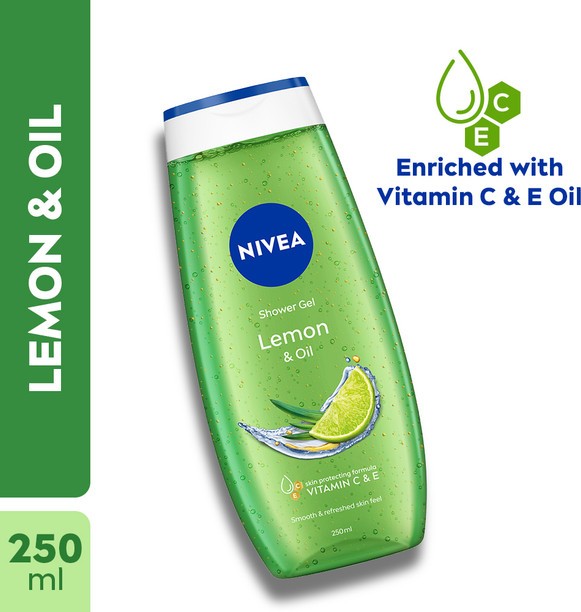 LEMON & OIL
250
ml
NIVEA
Shower Gel
Lemon
& Oil
skin protecting formula
C
E
VITAMIN C & E
Smooth & refreshed skin feel
250ml
C
E
Enriched with
Vitamin C & E Oil